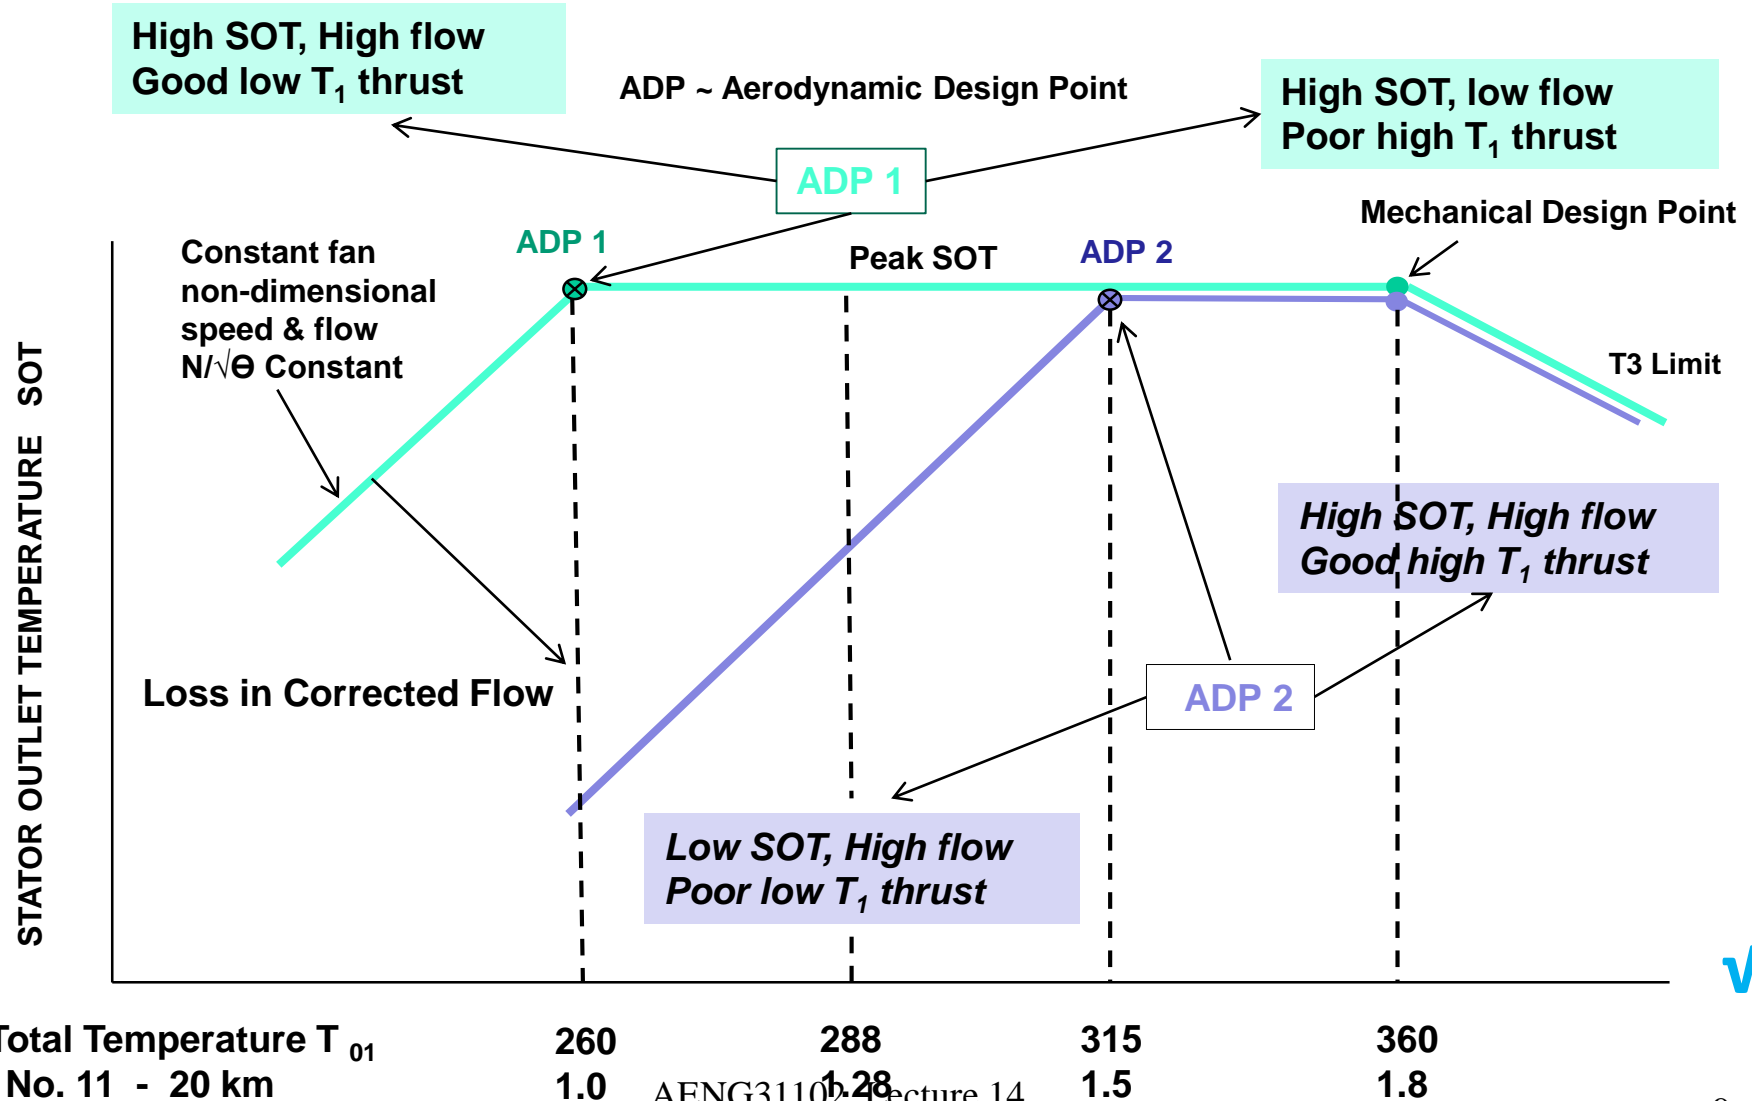 High SOT, High flow
Good low T1 thrust
ADP ~ Aerodynamic Design Point
High SOT, low flow
Poor high T1 thrust
ADP 1
Mechanical Design Point
Constant fan
non-dimensional
speed & flow
N/√Ɵ Constant
ADP 1
Peak SOT
ADP 2
T3 Limit
STATOR OUTLET TEMPERATURE SOT
High SOT, High flow
Good high T1 thrust
Loss in Corrected Flow
ADP 2
Low SOT, High flow
Poor low T1 thrust
√
Total Temperature T 01 260 288 315 360
No. 11 - 20 km 1.0 1.28 1.5 1.8
AENG31102 Lecture 14